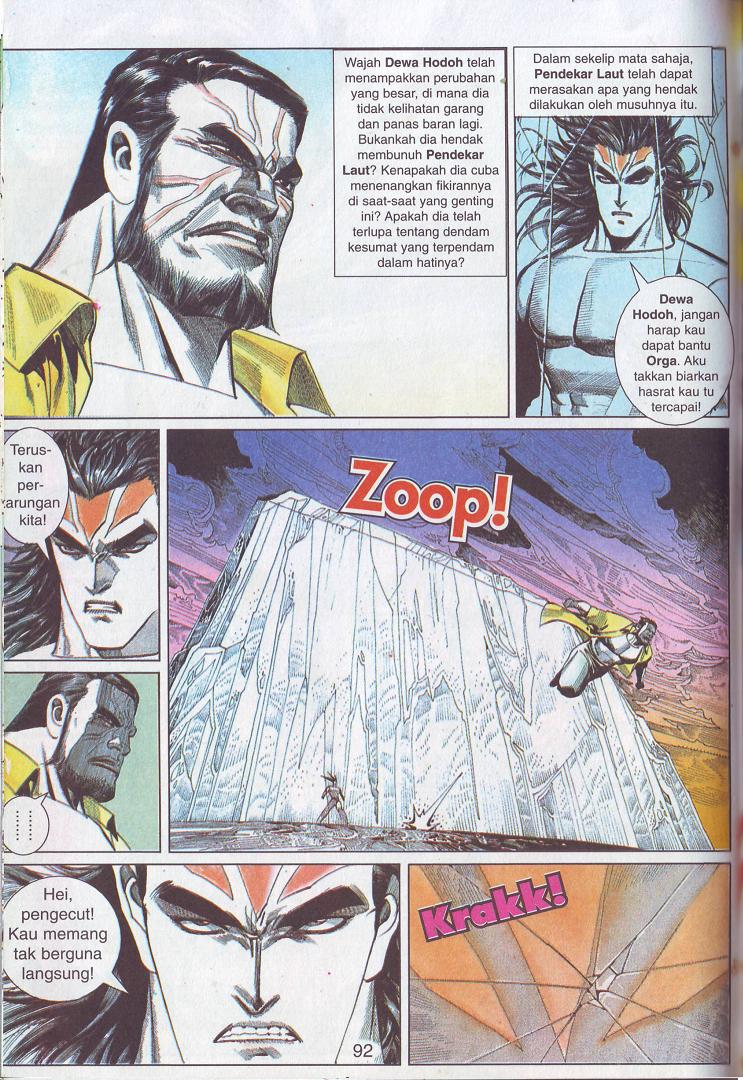 Wajah Dewa Hodoh telah
menampakkan perubahan
yang besar, di mana dia
tidak kelihatan garang
dan panas baran lagi.
Bukankah dia hendak
membunuh Pendekar
Laut? Kenapakah dia cuba
menenangkan fikirannya
di saat-saat yang genting
ini? Apakah dia telah
terlupa tentang dendam
kesumat yang terpendam
dalam hatinya?
Dalam sekelip mata sahaja,
Pendekar Laut telah dapat
merasakan apa yang hendak
dilakukan oleh musuhnya itu.
Dewa
Hodoh, jangan
harap kau
dapat bantu
Orga. Aku
takkan biarkan
hasrat kau tu
tercapai!
Terus-
kan
per-
arungan
kita!
Zoop!
Hei,
pengecut!
Kau memang
tak berguna
langsung!
Krakk!
92